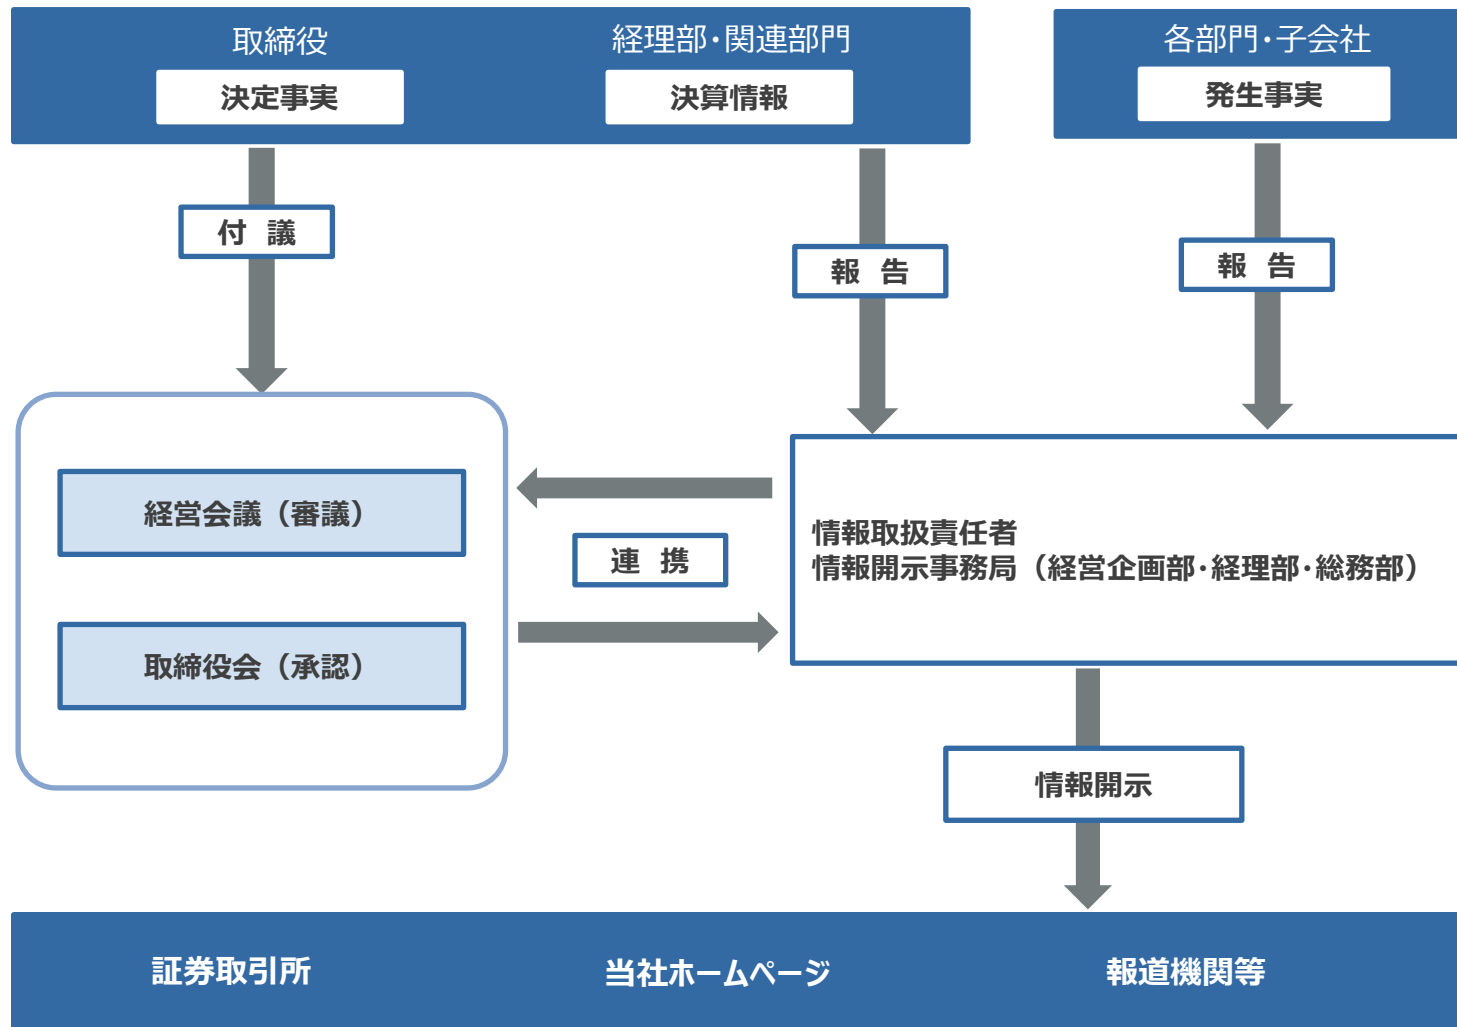 取締役
経理部・関連部門
各部門・子会社
決定事実
決算情報
発生事実
付 議
報 告
報 告
経営会議（審議）
連 携
情報取扱責任者
情報開示事務局（経営企画部・経理部・総務部）
取締役会（承認）
情報開示
証券取引所
当社ホームページ
報道機関等